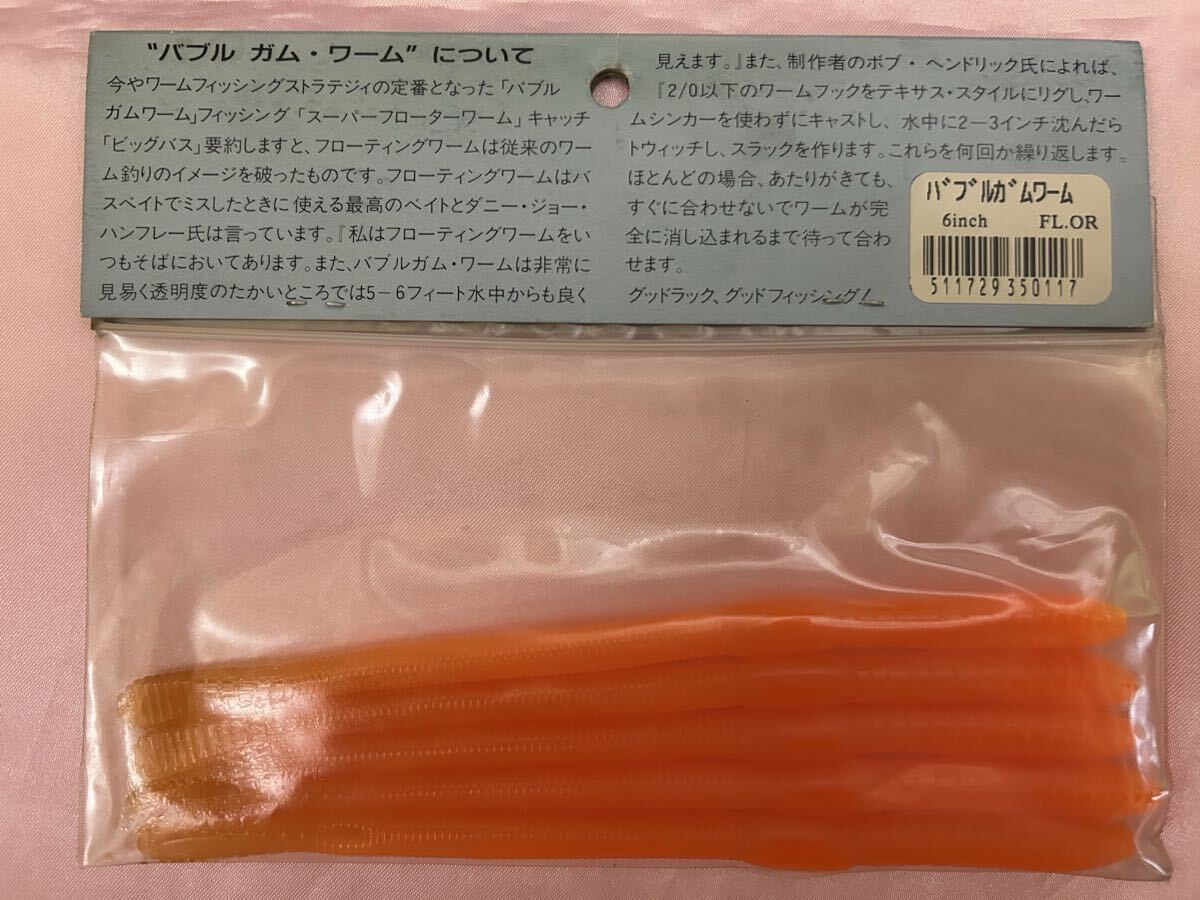 “バブル ガム・ワーム” について
今やワームフィッシングストラテジィの定番となった「バブル
ガムワーム」フィッシング「スーパーフローターワーム」キャッチ
「ビッグバス」要約しますと、フローティングワームは従来のワー
ム釣りのイメージを破ったものです。フローティングワームはバ
スベイトでミスしたときに使える最高のベイトとダニー・ジョー・
ハンフレー氏は言っています。『私はフローティングワームをい
つもそばにおいてあります。また、バブルガム・ワームは非常に
見易く透明度のたかいところでは5−6フィート水中からも良く
見えます。』また、制作者のボブ・ヘンドリック氏によれば、
『2/0以下のワームフックをテキサス・スタイルにリグし、ワー
ムシンカーを使わずにキャストし、水中に2−3インチ沈んだら
トウィッチし、スラックを作ります。これらを何回か繰り返します。
ほとんどの場合、あたりがきても、
すぐに合わせないでワームが完
全に消し込まれるまで待って合わ
せます。
グッドラック、グッドフィッシング!
ﾊﾞﾌﾞﾙｶﾞﾑワーム
6inch FL.OR
511729350117